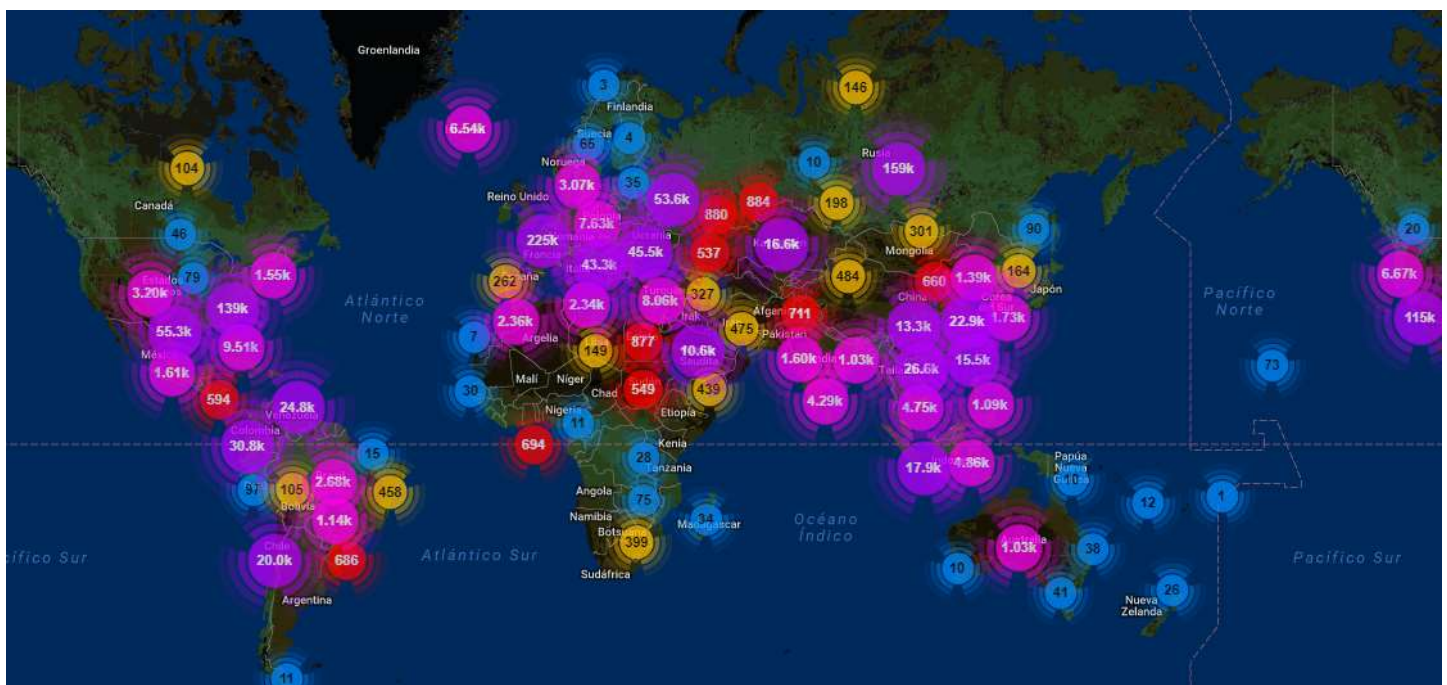 Groenlandia
3
146
Finlandia
6.54k
4
Suecia
65
104
10
Rusia
159k
Noruega
3.07k
35
Reino Unido
53.6k
884
198
Canadá
880
7.63k
46
301
90
20
225k
Ucrania
45.5k
537
16.6k
Mongolia
Francia
43.3k
1.55k
79
262
484
660
1.39k
164
6.67k
Estados
3.20k
327
Japón
China
Atlántico
Norte
Pacífico
Norte
139k
2.34k
8.06k
711
115k
2.36k
Irak
1.73k
55.3k
7
Argelia
475
Pakistán
13.3k
22.9k
9.51k
149
877
10.6k
1.60k
1.03k
15.5k
México
1.61k
26.6k
73
Malí
Níger
Chad
549
439
30
594
24.8k
Venezuela
Etiopía
4.29k
4.75k
1.09k
Nigeria
11
Colombia
30.8k
694
Kenia
15
28
Tanzania
17.9k
4.86k
Papúa
Nueva
Guinea
10
97
105
2.68k
458
Angola
75
12
1
Bolivia
1.14k
Namibia
34
Madagascar
Océano
Índico
Botsuana
399
Chile
20.0k
686
Atlántico Sur
1.03k
Australia
38
Pacífico Sur
Sudáfrica
10
Argentina
41
26
Nueva
Zelanda
11